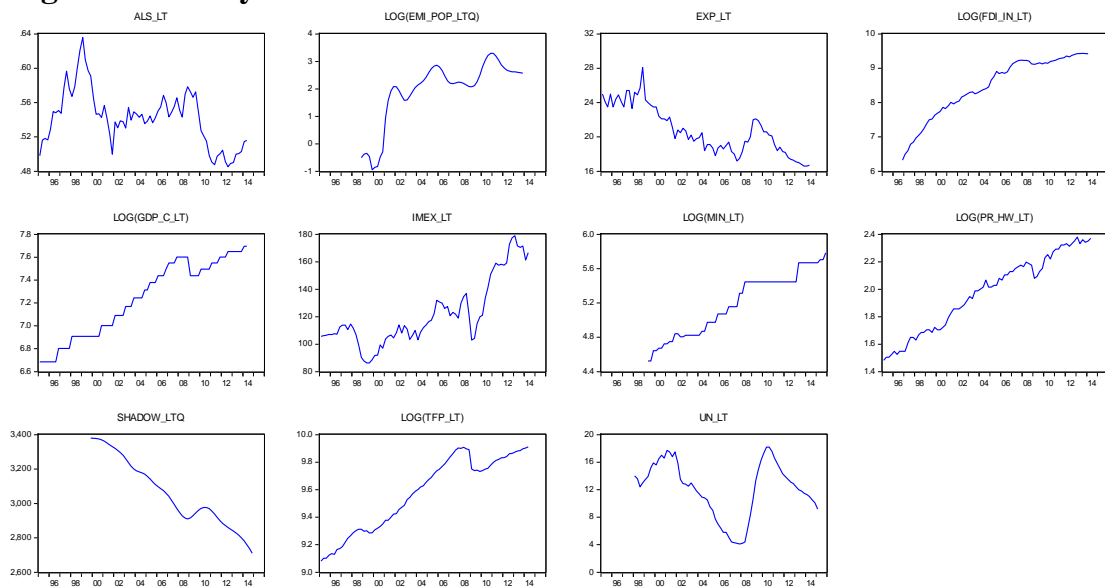 ALS_LT
.64
.60
.56
.52
.48
96 98 00 02 04 06 08 10 12 14
LOG(EMI_POP_LTQ)
4
3
2
1
0
-1
96 98 00 02 04 06 08 10 12 14
EXP_LT
32
28
24
20
16
96 98 00 02 04 06 08 10 12 14
LOG(FDI_IN_LT)
10
9
8
7
6
96 98 00 02 04 06 08 10 12 14
LOG(GDP_C_LT)
7.8
7.6
7.4
7.2
7.0
6.8
6.6
96 98 00 02 04 06 08 10 12 14
IMEX_LT
180
160
140
120
100
80
96 98 00 02 04 06 08 10 12 14
LOG(MIN_LT)
6.0
5.6
5.2
4.8
4.4
96 98 00 02 04 06 08 10 12 14
LOG(PR_HW_LT)
2.4
2.2
2.0
1.8
1.6
1.4
96 98 00 02 04 06 08 10 12 14
SHADOW_LTQ
3,400
3,200
3,000
2,800
2,600
96 98 00 02 04 06 08 10 12 14
LOG(TFP_LT)
10.0
9.8
9.6
9.4
9.2
9.0
96 98 00 02 04 06 08 10 12 14
UN_LT
20
16
12
8
4
0
96 98 00 02 04 06 08 10 12 14